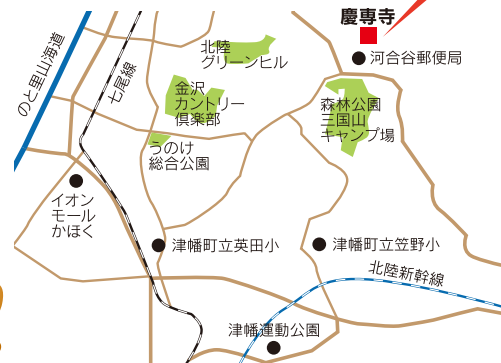 慶専寺
河合谷郵便局
北陸
グリーンヒル
のと里山海道
七尾線
金沢
カントリー
倶楽部
森林公園
三国山
キャンプ場
うのけ
総合公園
イオン
モール
かほく
津幡町立英田小
津幡町立笠野小
北陸新幹線
津幡運動公園